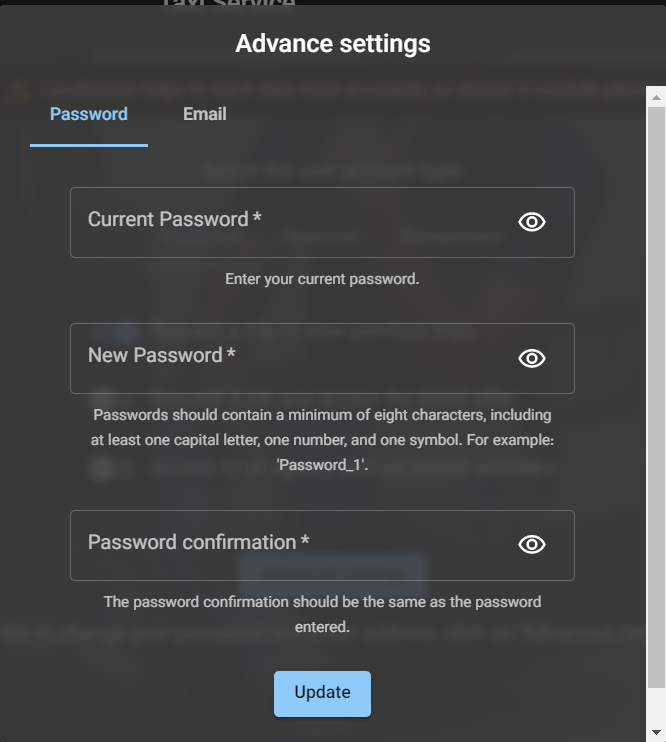 Taxi Service
Advance settings
Password
Email
Current Password *
Enter your current password.
New Password *
Passwords should contain a minimum of eight characters, including
at least one capital letter, one number, and one symbol. For example:
'Password_1'.
Password confirmation *
The password confirmation should be the same as the password
entered.
Update